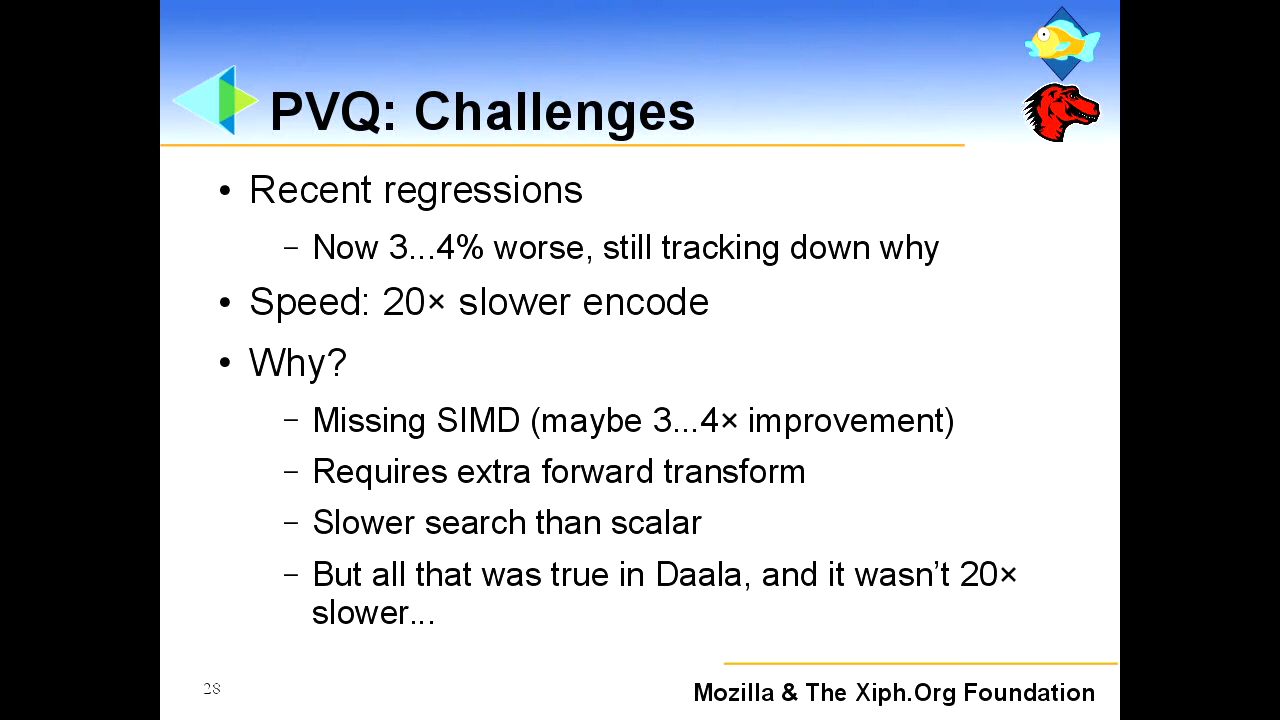 PVQ: Challenges
• Recent regressions
– Now 3...4% worse, still tracking down why
• Speed: 20× slower encode
• Why?
– Missing SIMD (maybe 3...4× improvement)
– Requires extra forward transform
– Slower search than scalar
– But all that was true in Daala, and it wasn’t 20×
slower...
28
Mozilla & The Xiph.Org Foundation